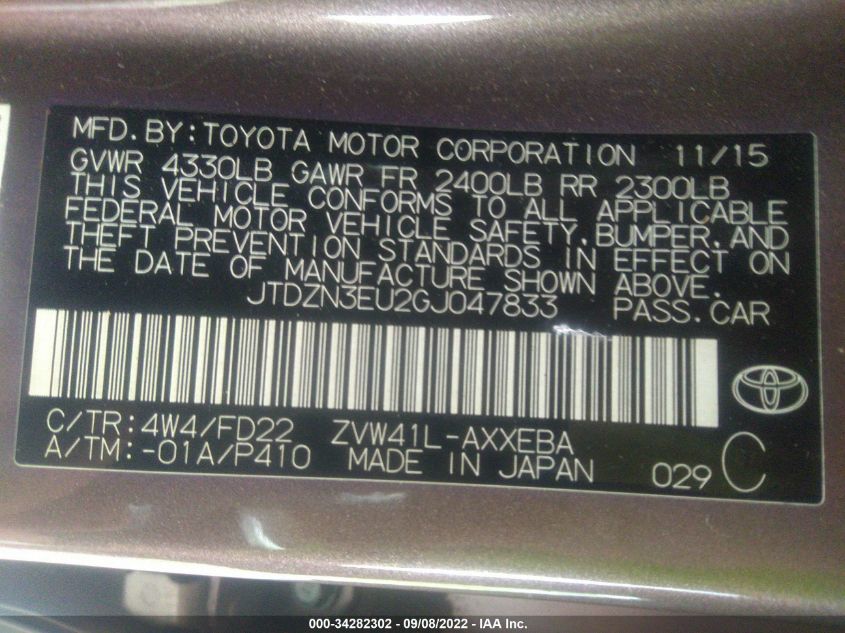 MFD. BY: TOYOTA MOTOR CORPORATION 11/15
GVWR 4330LB GAWR FR 2400LB RR 2300LB
THIS VEHICLE CONFORMS TO ALL APPLICABLE
FEDERAL MOTOR VEHICLE SAFETY, BUMPER, AND
THEFT PREVENTION STANDARDS IN EFFECT ON
THE DATE OF MANUFACTURE SHOWN ABOVE.
JTDZN3EU2GJ047833 PASS. CAR
C/TR: 4W4/FD22 ZVW41L-AXXEBA
A/TM: -01A/P410 MADE IN JAPAN 029 C
000-34282302 - 09/08/2022 - IAA Inc.